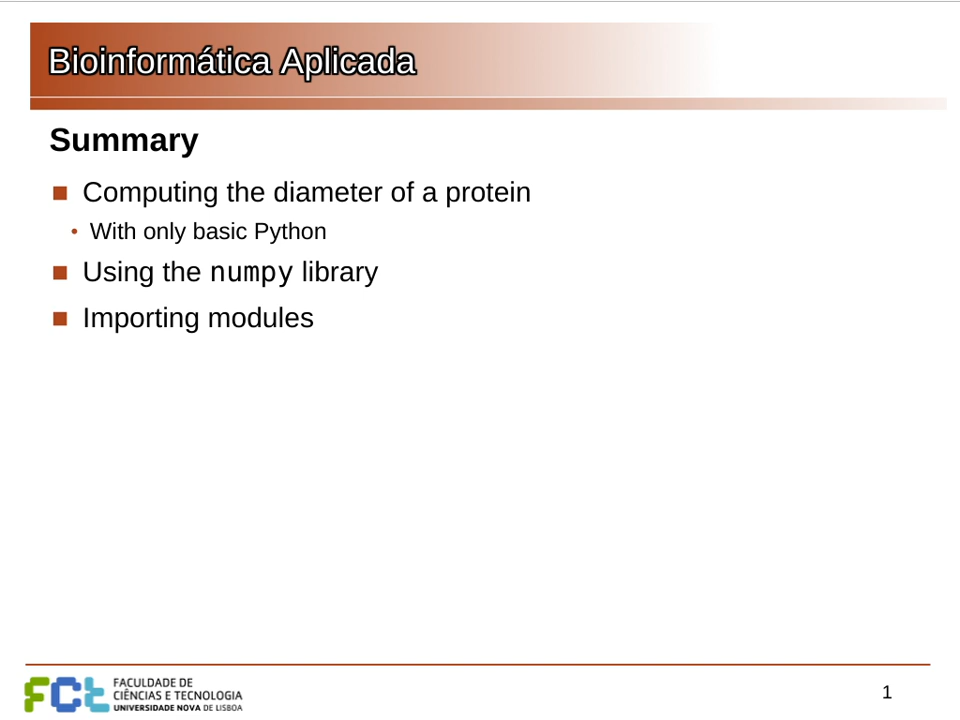 Bioinformática Aplicada
Summary
Computing the diameter of a protein
With only basic Python
Using the numpy library
Importing modules
FCt
FACULDADE DE
CIÊNCIAS E TECNOLOGIA
UNIVERSIDADE NOVA DE LISBOA
1